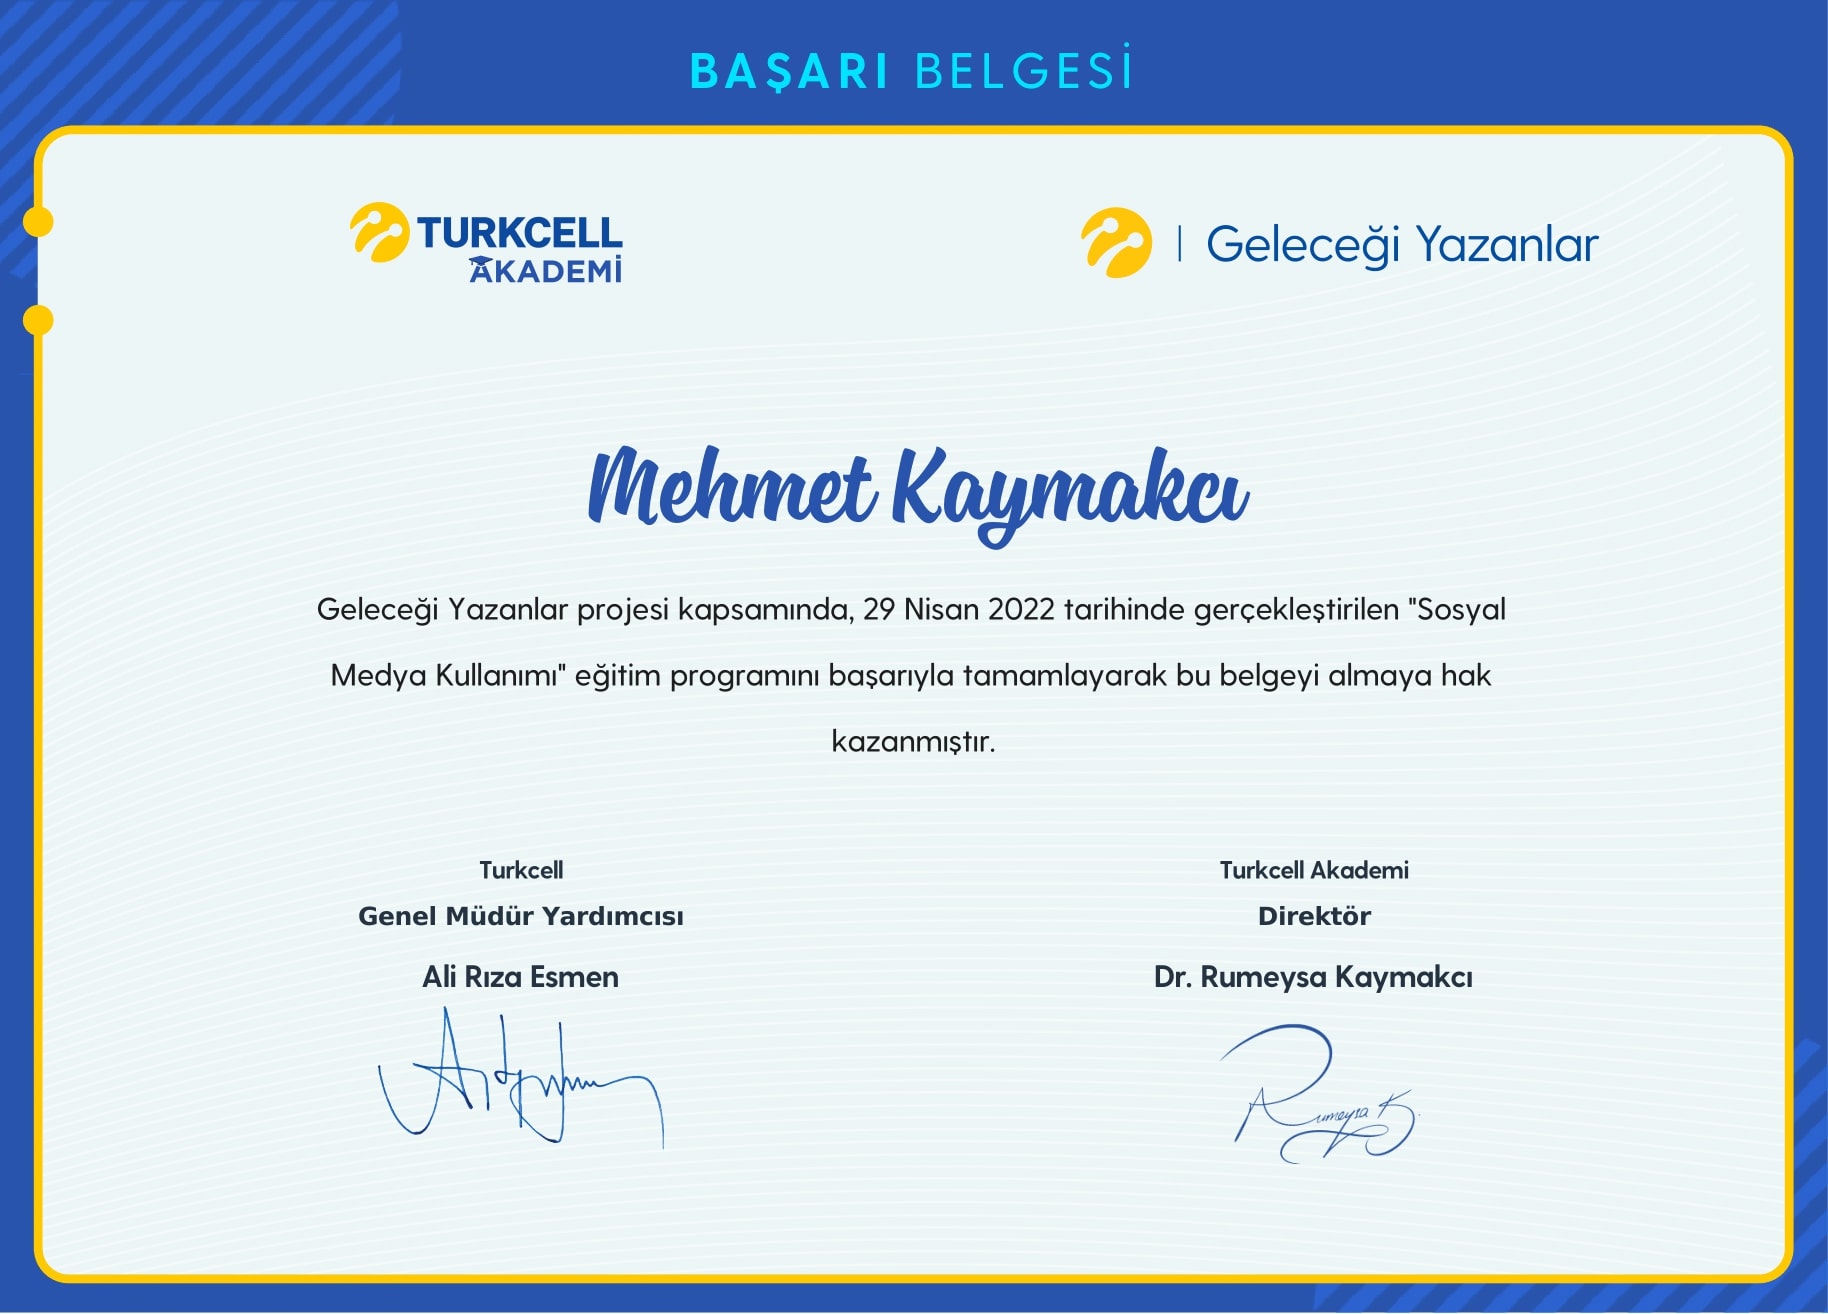 BAŞARI BELGESİ
TURKCELL
AKADEMİ
Geleceği Yazanlar
Mehmet Kaymakcı
Geleceği Yazanlar projesi kapsamında, 29 Nisan 2022 tarihinde gerçekleştirilen "Sosyal
Medya Kullanımı" eğitim programını başarıyla tamamlayarak bu belgeyi almaya hak
kazanmıştır.
Turkcell
Genel Müdür Yardımcısı
Ali Rıza Esmen
Turkcell Akademi
Direktör
Dr. Rumeysa Kaymakcı
Rumeysa K.